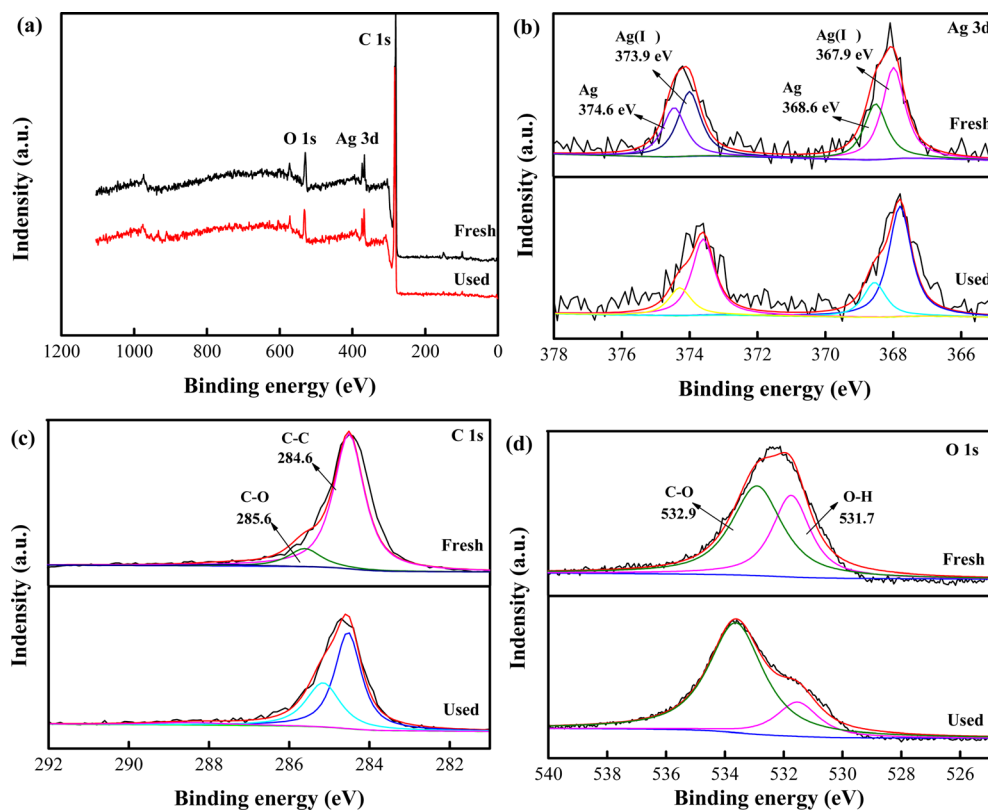 (a)
C 1s
O 1s
Ag 3d
Fresh
Used
Indensity (a.u.)
1200
1000
800
600
400
200
0
Binding energy (eV)
(b)
Ag 3d
Ag(I )
373.9 eV
Ag(I )
367.9 eV
Ag
374.6 eV
Ag
368.6 eV
Fresh
Used
Indensity (a.u.)
378
376
374
372
370
368
366
Binding energy (eV)
(c)
C 1s
C-C
284.6
C-O
285.6
Fresh
Used
Indensity (a.u.)
Indensity (a.u.)
292
290
288
286
284
282
Binding energy (eV)
(d)
O 1s
C-O
532.9
O-H
531.7
Fresh
Used
Indensity (a.u.)
Indensity (a.u.)
540
538
536
534
532
530
528
526
Binding energy (eV)